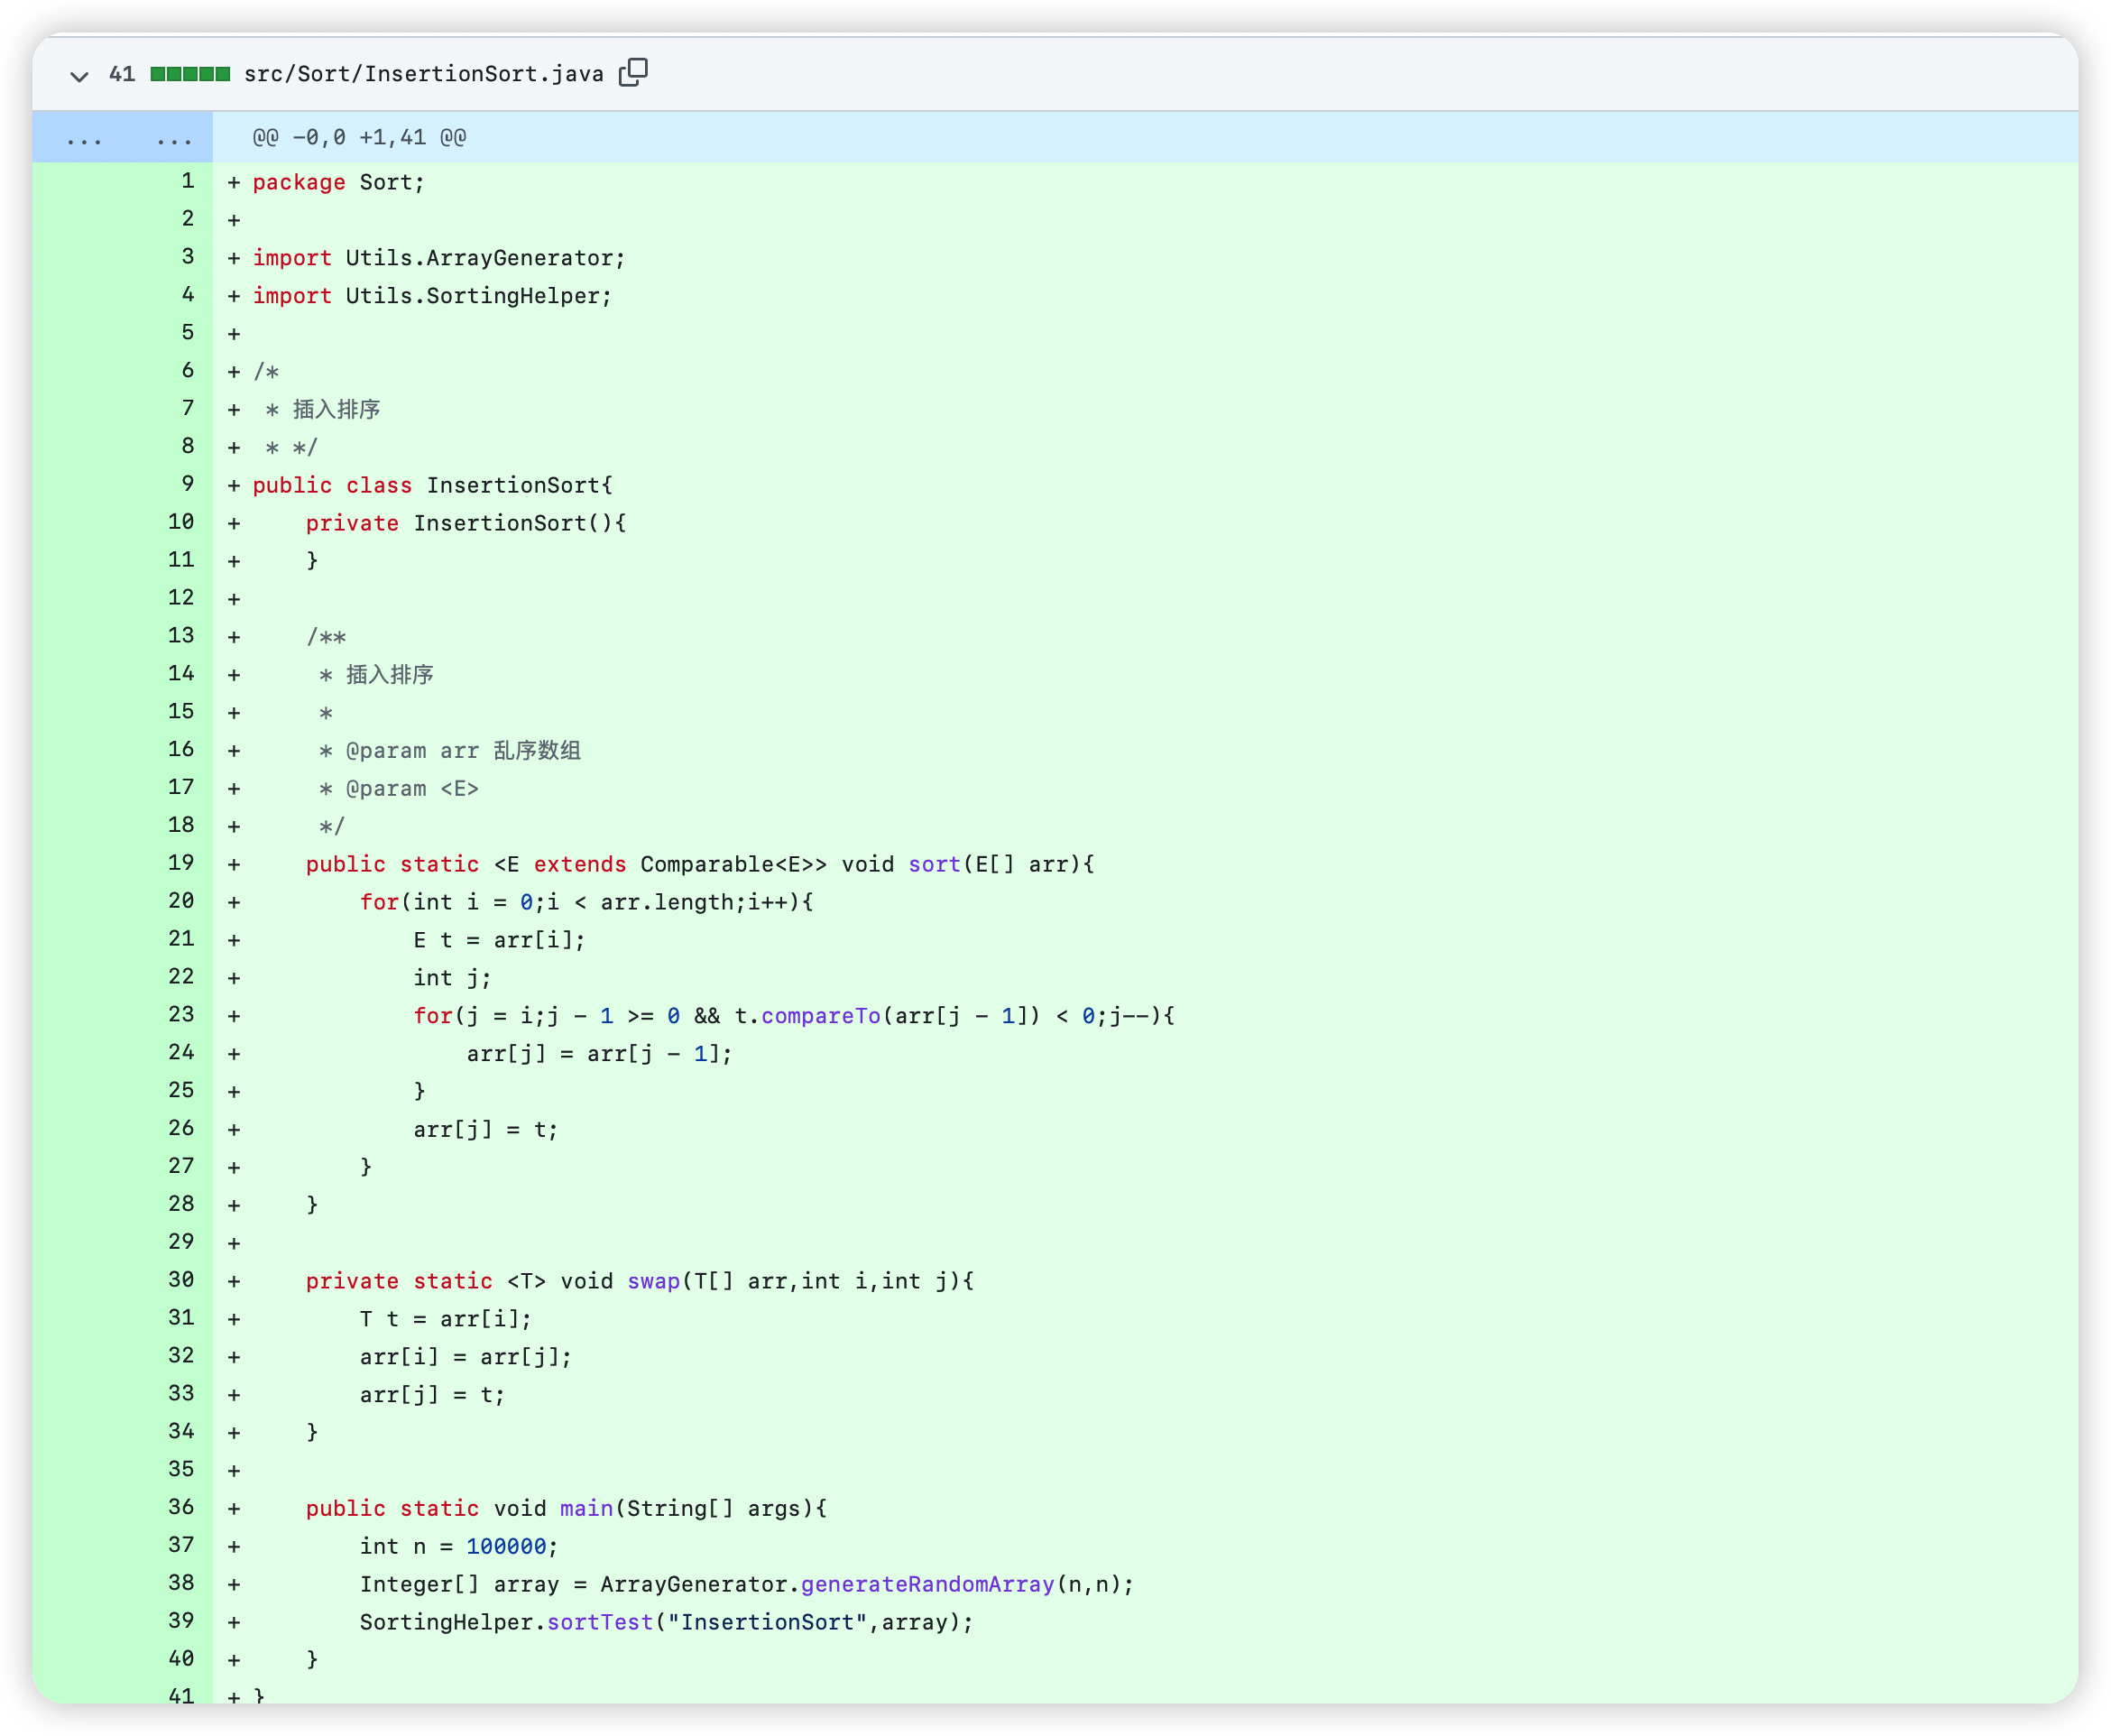 41 src/Sort/InsertionSort.java
... ... @@ -0,0 +1,41 @@
1 + package Sort;
2 +
3 + import Utils.ArrayGenerator;
4 + import Utils.SortingHelper;
5 +
6 + /*
7 +  * 插入排序
8 +  * */
9 + public class InsertionSort{
10 +     private InsertionSort(){
11 +     }
12 +
13 +     /**
14 +      * 插入排序
15 +      *
16 +      * @param arr 乱序数组
17 +      * @param <E>
18 +      */
19 +     public static <E extends Comparable<E>> void sort(E[] arr){
20 +         for(int i = 0;i < arr.length;i++){
21 +             E t = arr[i];
22 +             int j;
23 +             for(j = i;j - 1 >= 0 && t.compareTo(arr[j - 1]) < 0;j--){
24 +                 arr[j] = arr[j - 1];
25 +             }
26 +             arr[j] = t;
27 +         }
28 +     }
29 +
30 +     private static <T> void swap(T[] arr,int i,int j){
31 +         T t = arr[i];
32 +         arr[i] = arr[j];
33 +         arr[j] = t;
34 +     }
35 +
36 +     public static void main(String[] args){
37 +         int n = 100000;
38 +         Integer[] array = ArrayGenerator.generateRandomArray(n,n);
39 +         SortingHelper.sortTest("InsertionSort",array);
40 +     }
41 + }